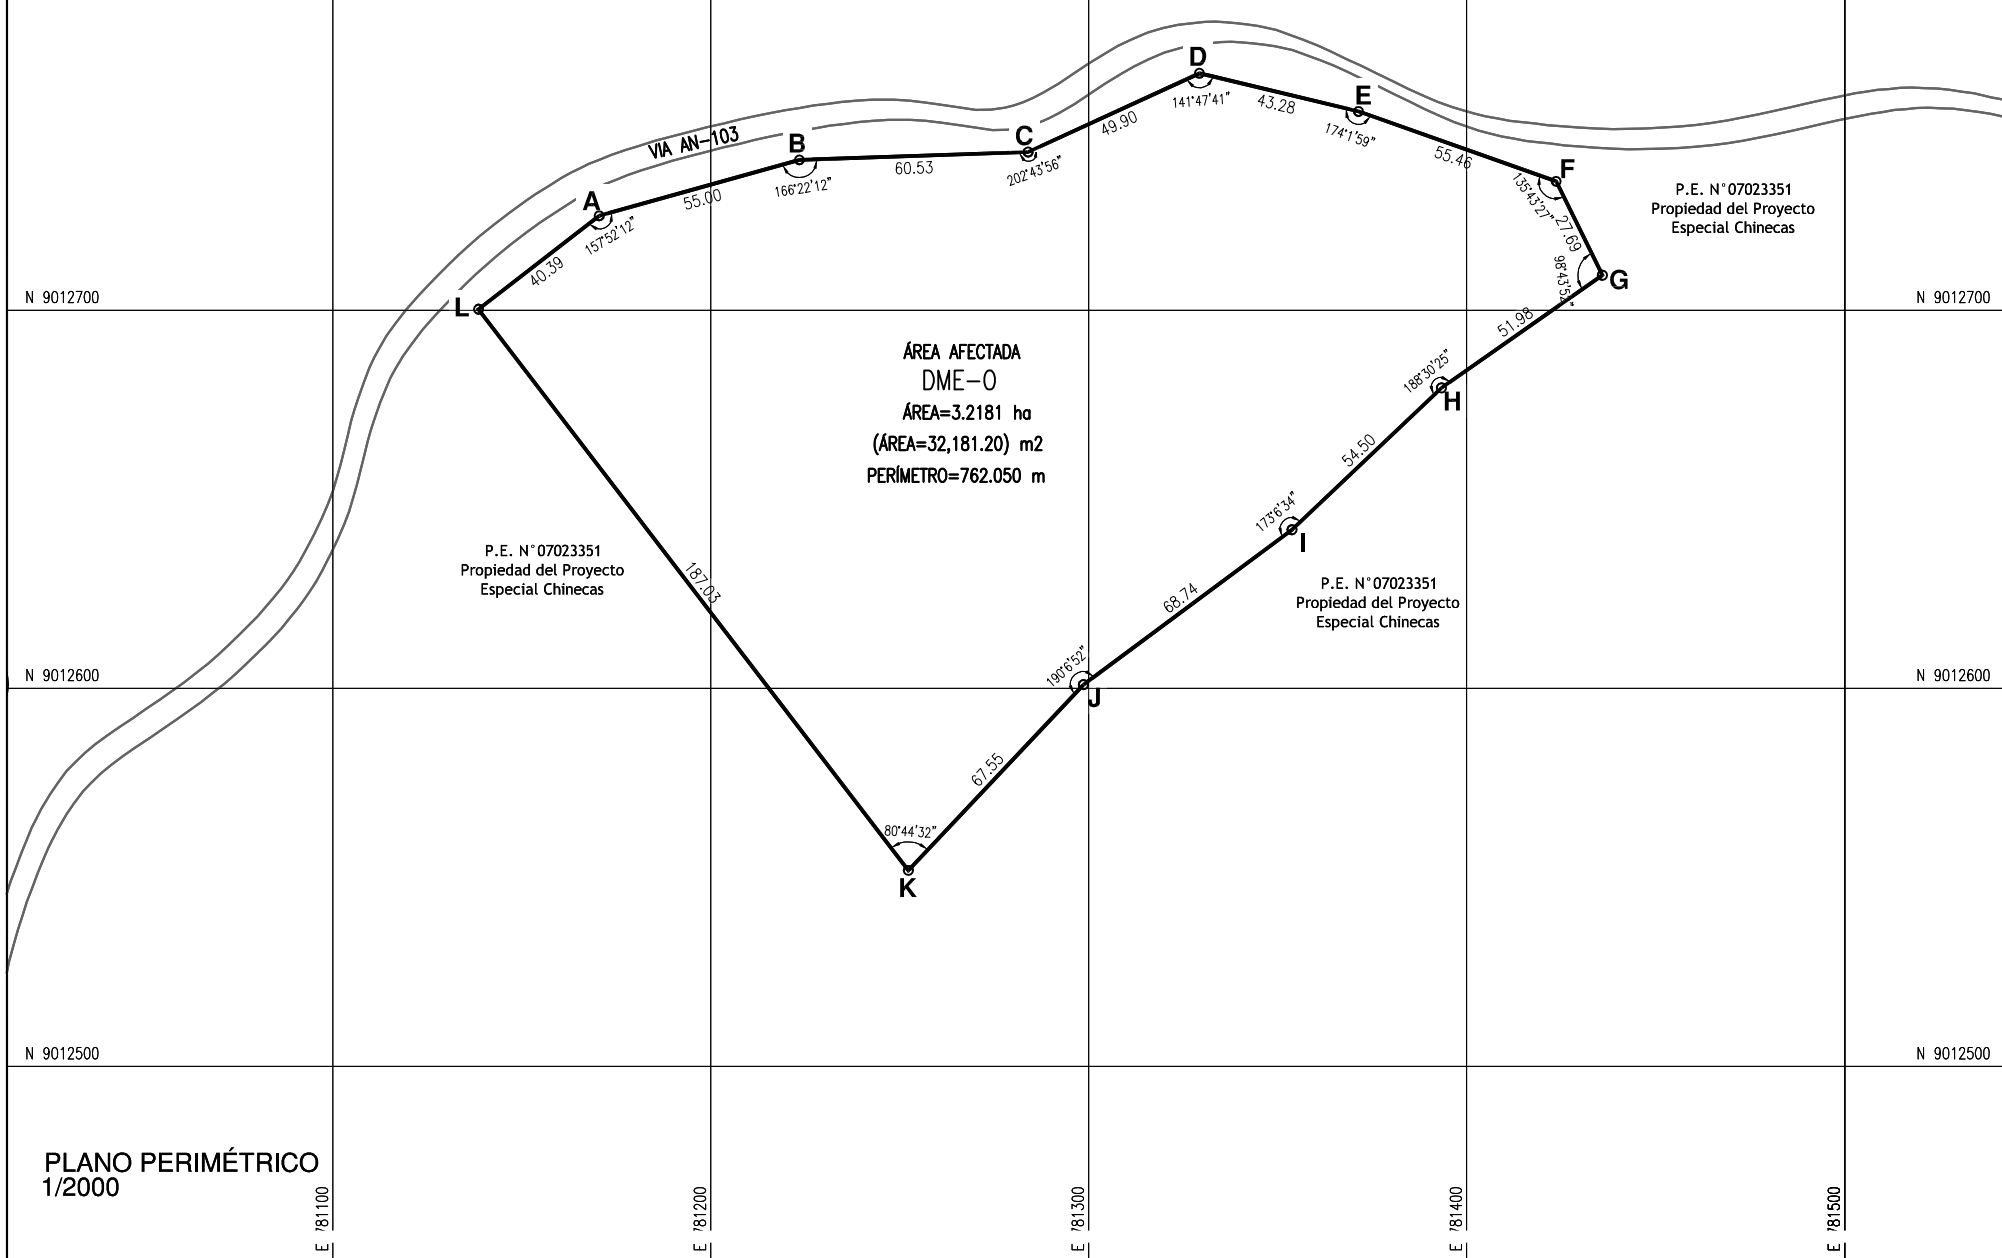 D
E
141°47'41"
43.28
174°1'59"
C
49.90
VIA AN-103
B
60.53
202°43'56"
55.46
F
A
55.00
166°22'12"
135°43'27"
27.69
P.E. N°07023351
Propiedad del Proyecto
Especial Chinecas
157°52'12"
40.39
98°43'52"
G
N 9012700
L
N 9012700
51.98
ÁREA AFECTADA
DME-0
ÁREA=3.2181 ha
(ÁREA=32,181.20) m2
PERÍMETRO=762.050 m
188°30'25"
H
54.50
173°6'34"
I
P.E. N°07023351
Propiedad del Proyecto
Especial Chinecas
187.03
68.74
P.E. N°07023351
Propiedad del Proyecto
Especial Chinecas
190°6'52"
J
N 9012600
N 9012600
67.55
80°44'32"
K
N 9012500
N 9012500
PLANO PERIMÉTRICO
1/2000
E 781100
E 781200
E 781300
E 781400
E 781500